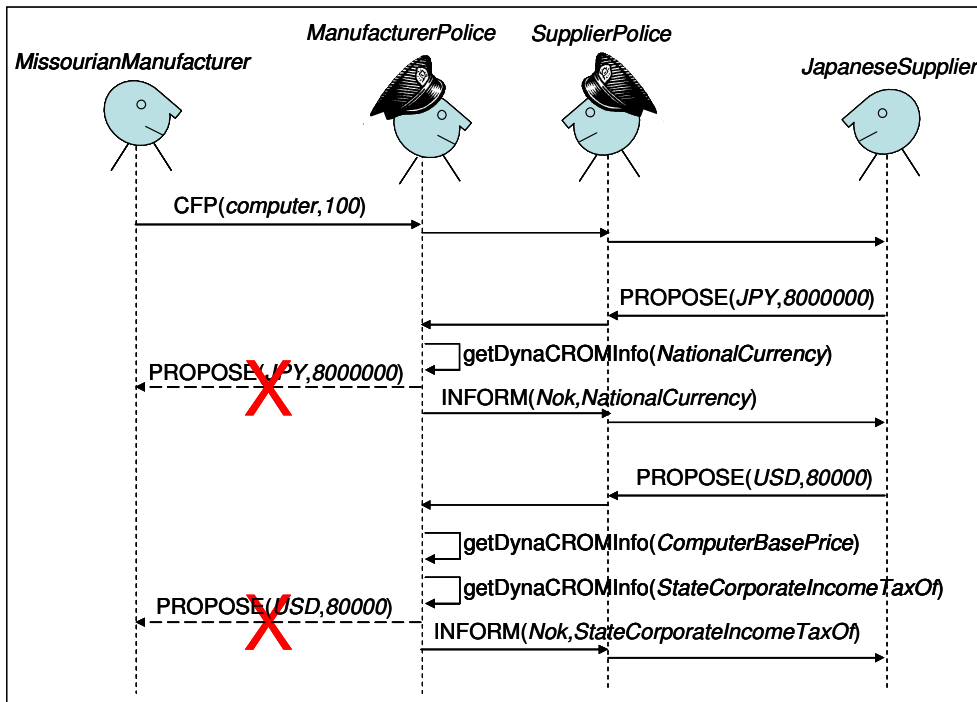 ManufacturerPolice
SupplierPolice
MissourianManufacturer
JapaneseSupplier
CFP(computer,100)
PROPOSE(JPY,8000000)
getDynaCROMInfo(NationalCurrency)
PROPOSE(JPY,8000000)
INFORM(Nok,NationalCurrency)
PROPOSE(USD,80000)
getDynaCROMInfo(ComputerBasePrice)
getDynaCROMInfo(StateCorporateIncomeTaxOf)
PROPOSE(USD,80000)
INFORM(Nok,StateCorporateIncomeTaxOf)